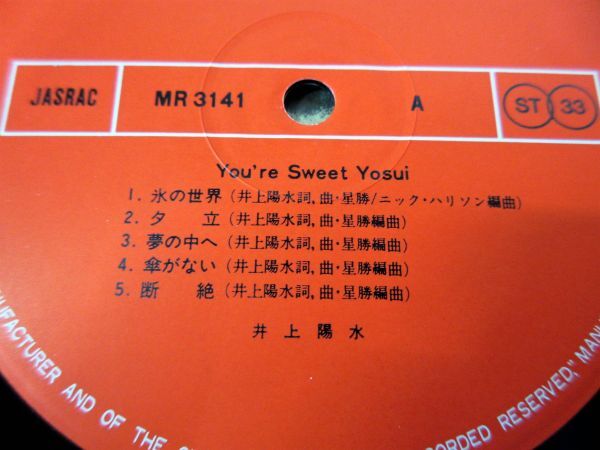 JASRAC MR 3141 A ST 33
You're Sweet Yosui
1. 氷の世界 (井上陽水詞, 曲・星勝/ニック・ハリソン編曲)
2. 夕 立 (井上陽水詞, 曲・星勝編曲)
3. 夢の中へ (井上陽水詞, 曲・星勝編曲)
4. 傘がない (井上陽水詞, 曲・星勝編曲)
5. 断 絶 (井上陽水詞, 曲・星勝編曲)
井 上 陽 水
MANUFACTURER AND OF THE
RECORDED RESERVED," MANU